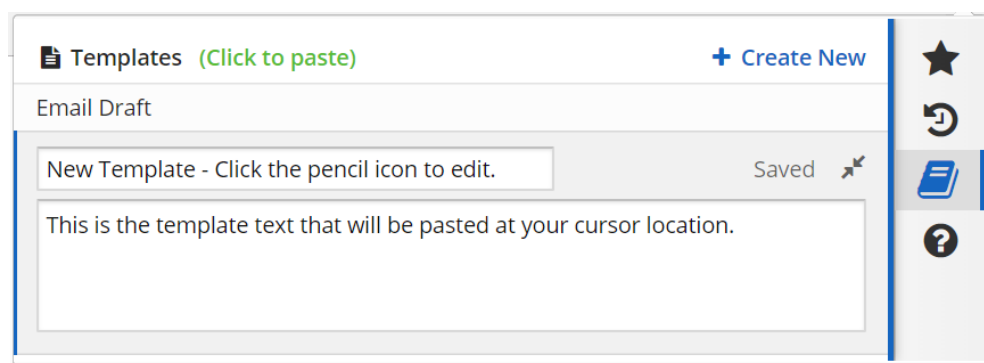 Templates (Click to paste) + Create New
Email Draft
New Template - Click the pencil icon to edit. Saved
This is the template text that will be pasted at your cursor location.